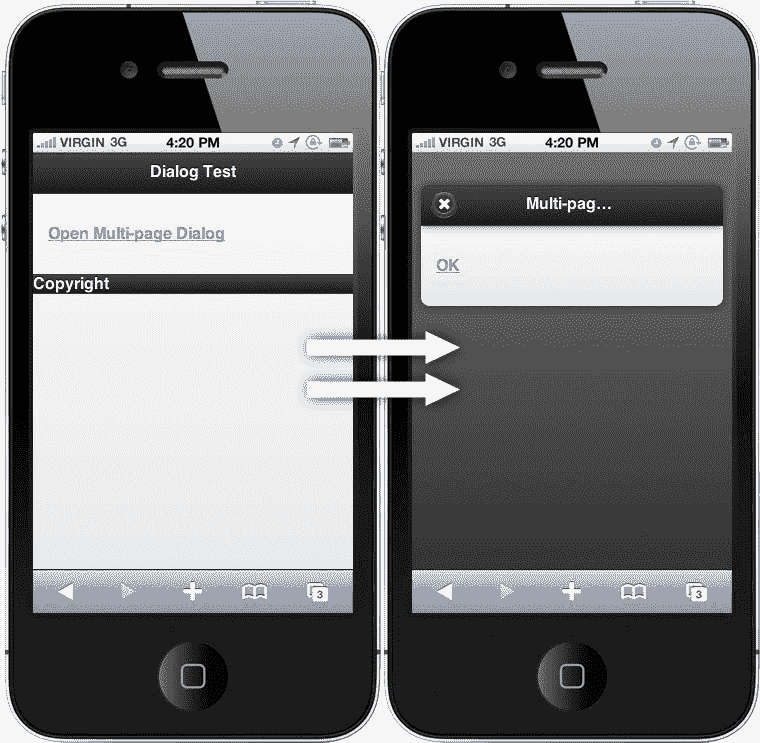 VIRGIN 3G 4:20 PM
Dialog Test
Open Multi-page Dialog
Copyright
3
VIRGIN 3G 4:20 PM
Multi-pag...
OK
3